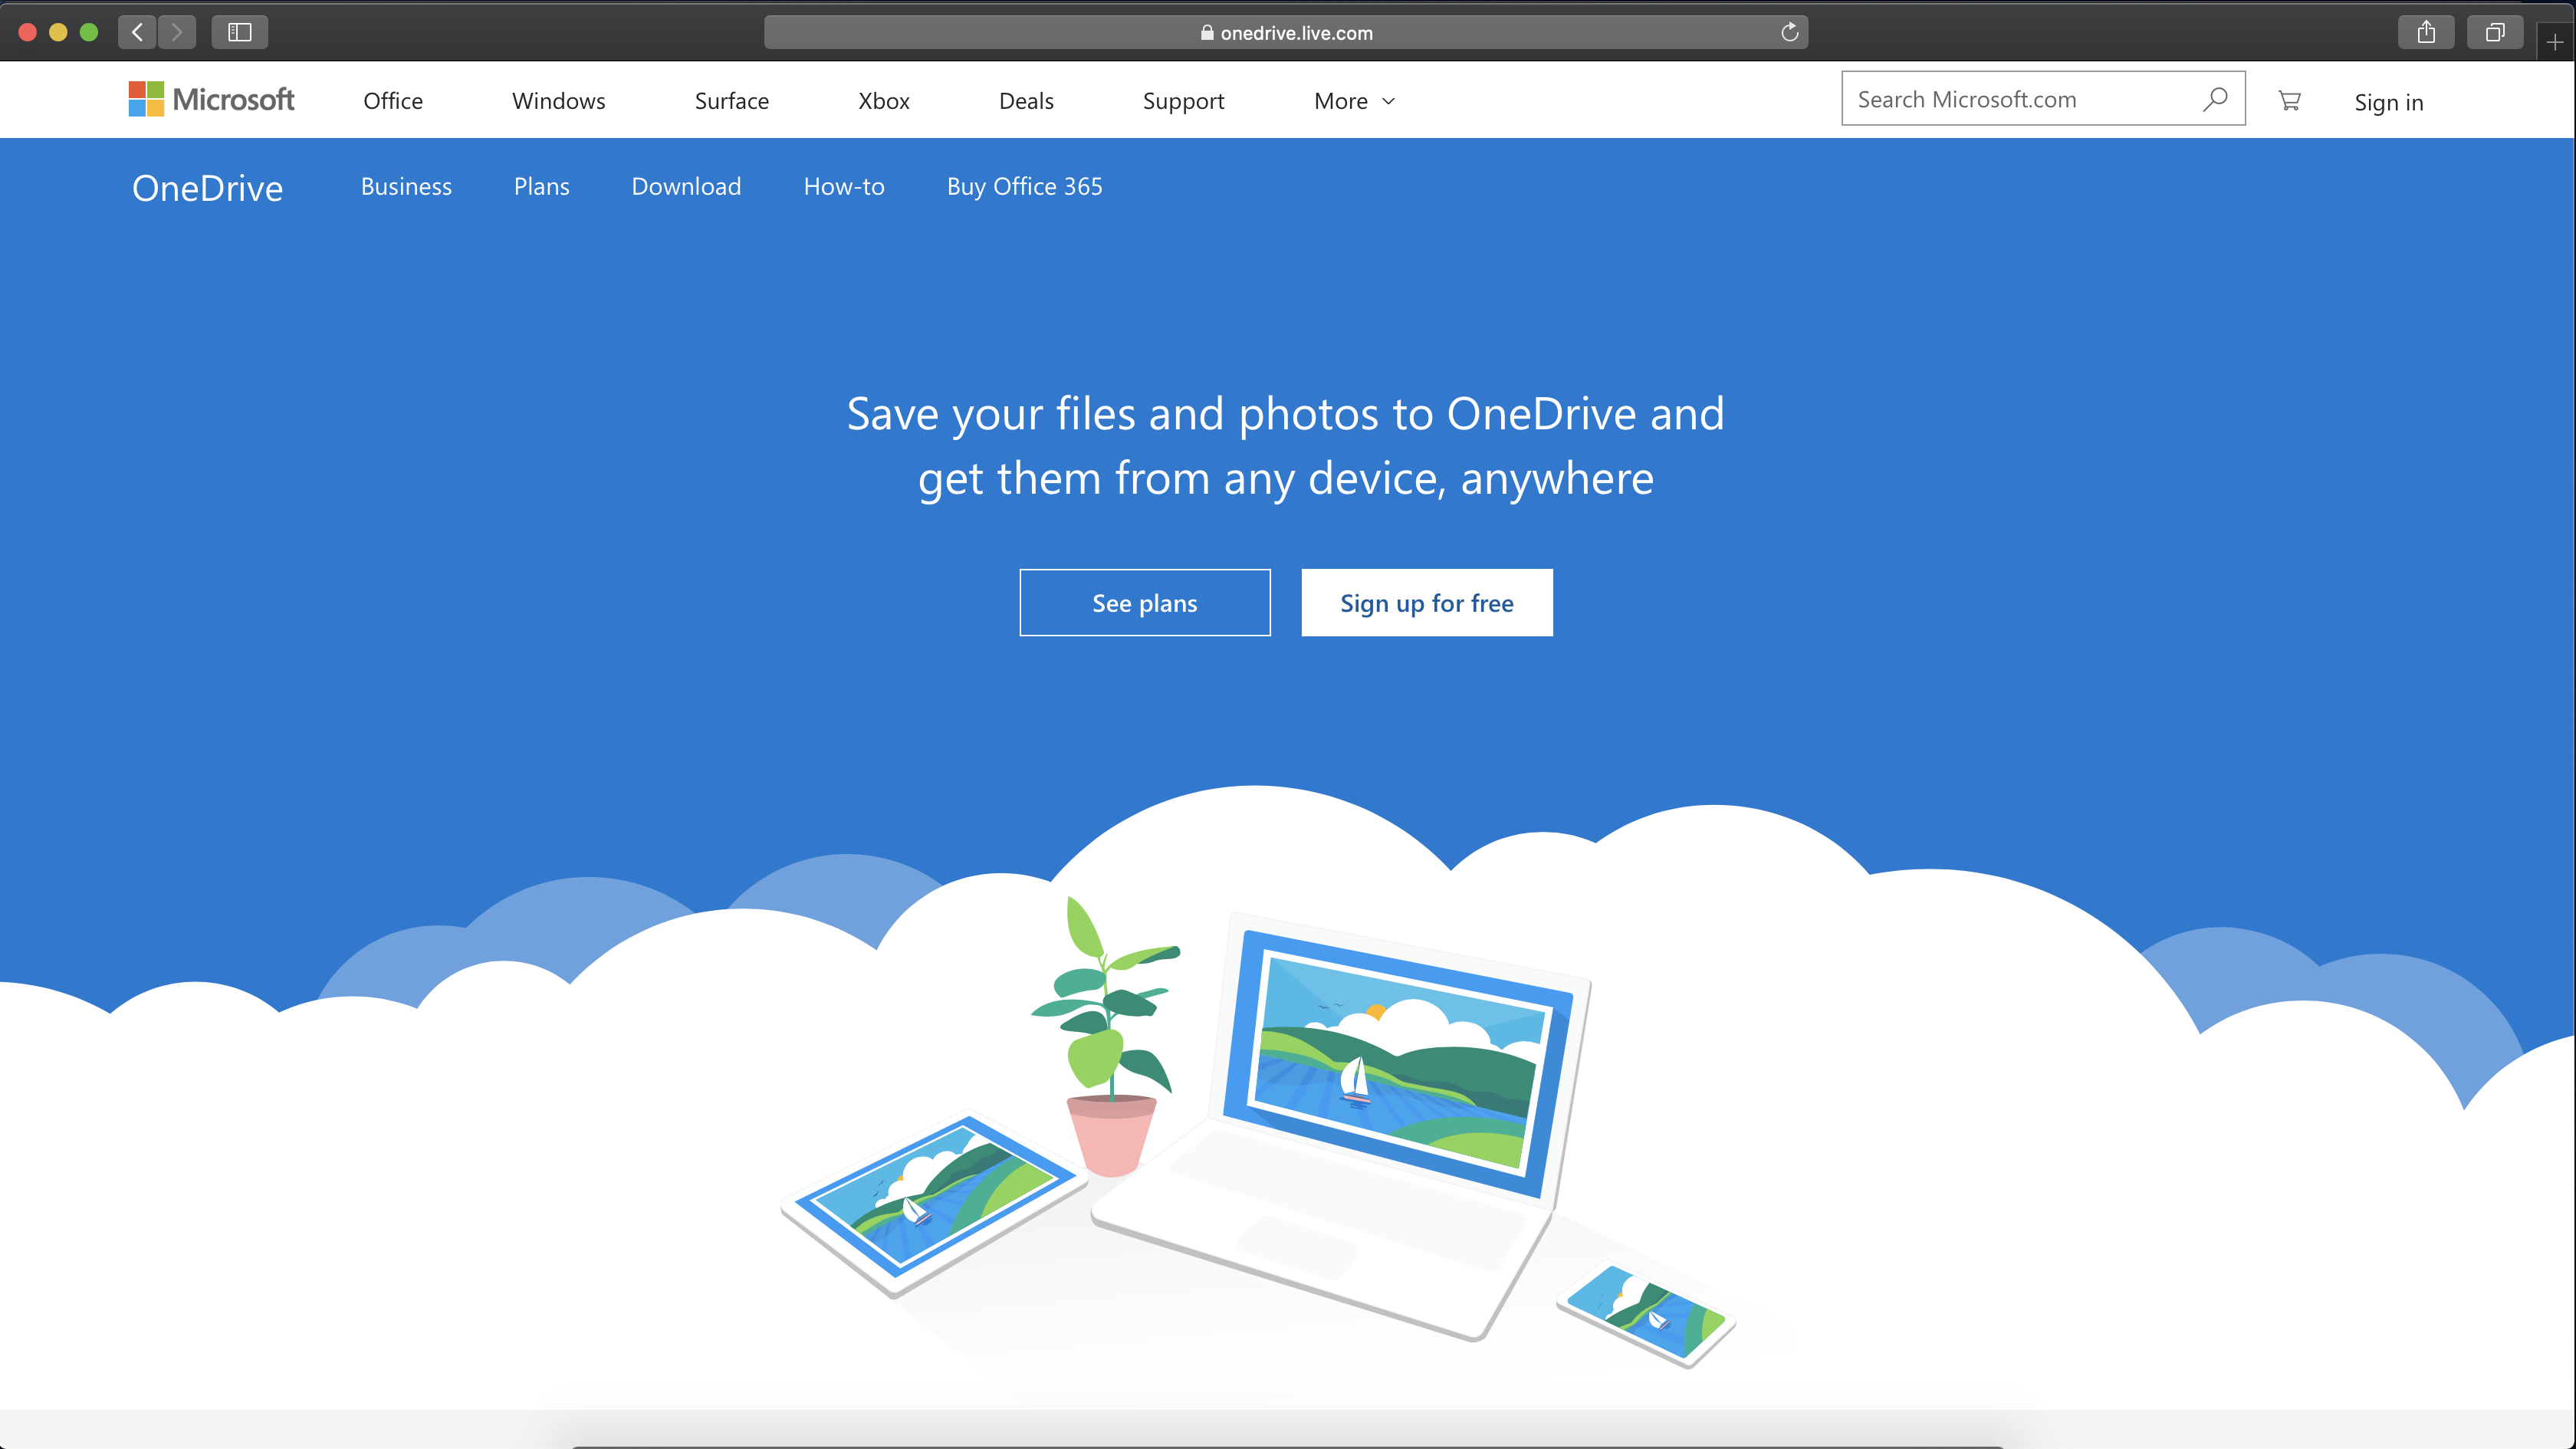 onedrive.live.com
Microsoft Office Windows Surface Xbox Deals Support More Search Microsoft.com Sign in
OneDrive Business Plans Download How-to Buy Office 365
Save your files and photos to OneDrive and
get them from any device, anywhere
See plans Sign up for free